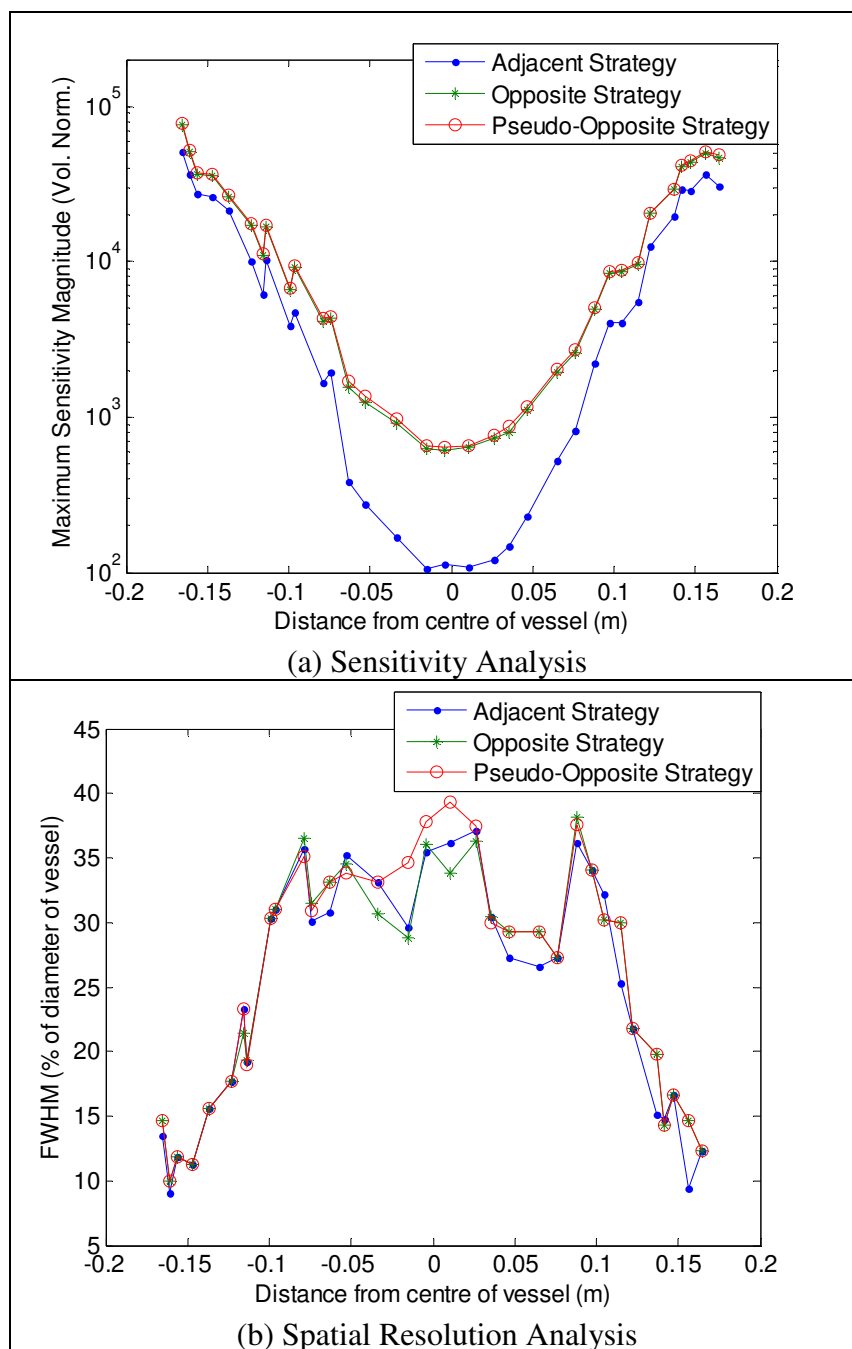 Adjacent Strategy
Opposite Strategy
Pseudo-Opposite Strategy
Maximum Sensitivity Magnitude (Vol. Norm.)
10^5
10^4
10^3
10^2
-0.2 -0.15 -0.1 -0.05 0 0.05 0.1 0.15 0.2
Distance from centre of vessel (m)
(a) Sensitivity Analysis
Adjacent Strategy
Opposite Strategy
Pseudo-Opposite Strategy
FWHM (% of diameter of vessel)
45
40
35
30
25
20
15
10
5
-0.2 -0.15 -0.1 -0.05 0 0.05 0.1 0.15 0.2
Distance from centre of vessel (m)
(b) Spatial Resolution Analysis